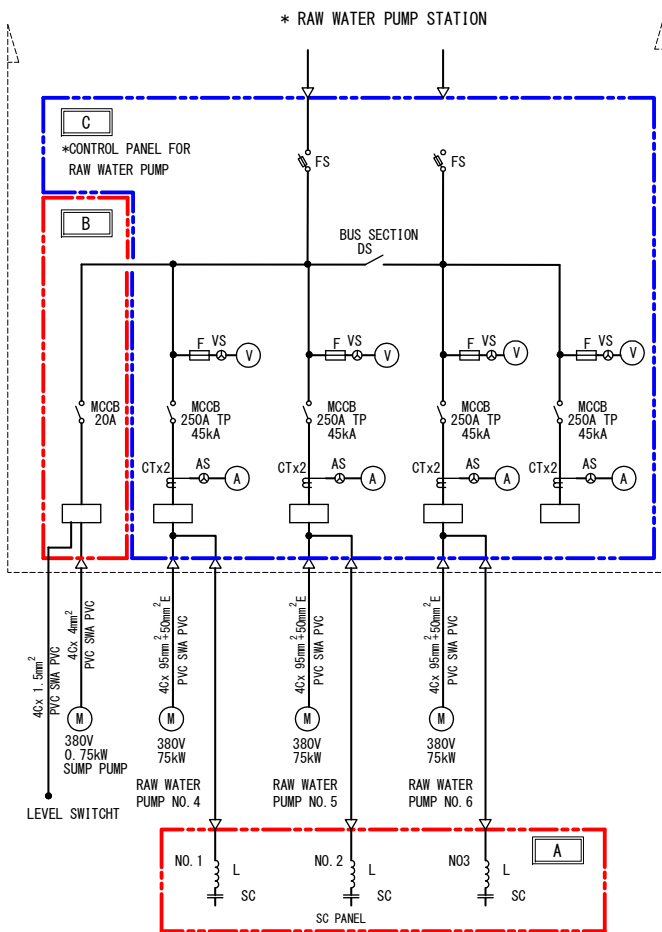 * RAW WATER PUMP STATION
C
*CONTROL PANEL FOR
RAW WATER PUMP
FS
FS
B
BUS SECTION
DS
F VS V
F VS V
F VS V
F VS V
MCCB
20A
MCCB
250A TP
45kA
MCCB
250A TP
45kA
MCCB
250A TP
45kA
MCCB
250A TP
45kA
CTx2 AS A
CTx2 AS A
CTx2 AS A
CTx2 AS A
4Cx 1.5mm²
PVC SWA PVC
4Cx 4mm²
PVC SWA PVC
4Cx 95mm²+50mm²E
PVC SWA PVC
4Cx 95mm²+50mm²E
PVC SWA PVC
4Cx 95mm²+50mm²E
PVC SWA PVC
M
380V
0.75kW
SUMP PUMP
M
380V
75kW
M
380V
75kW
M
380V
75kW
LEVEL SWITCHT
RAW WATER
PUMP NO.4
RAW WATER
PUMP NO.5
RAW WATER
PUMP NO.6
A
NO.1 L
SC
NO.2 L
SC
NO3 L
SC
SC PANEL